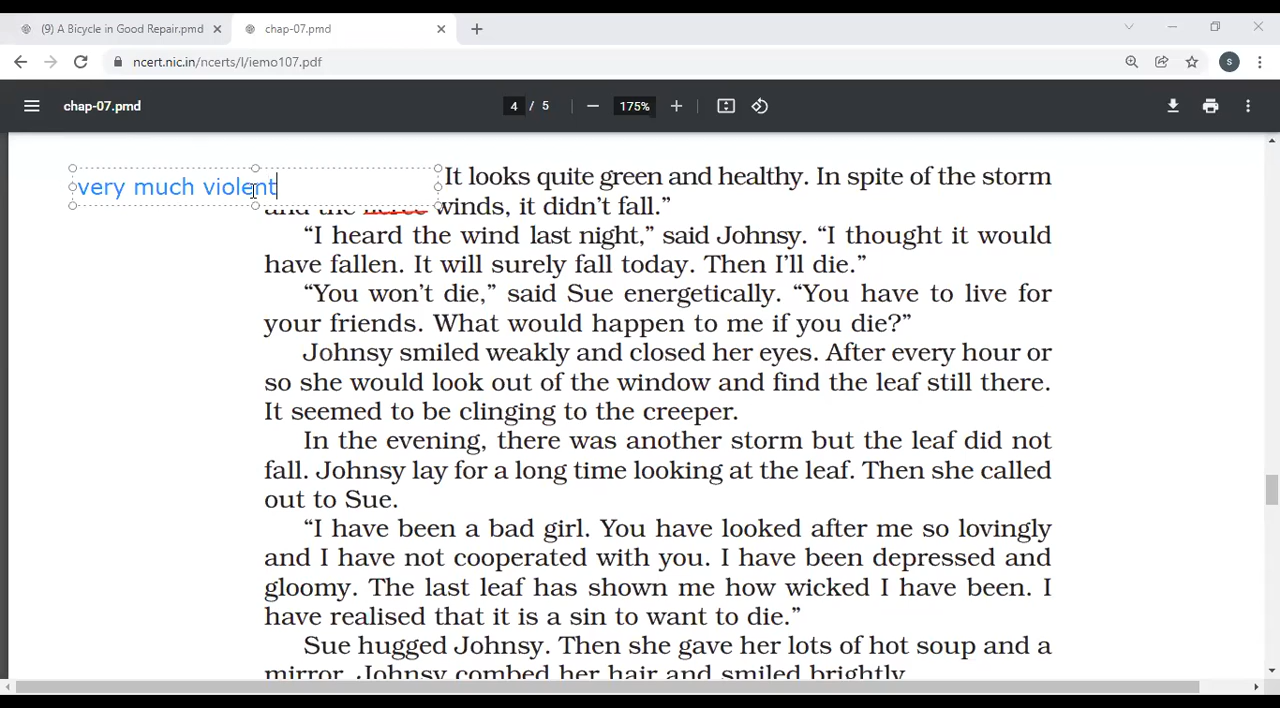 (9) A Bicycle in Good Repair.pmd
chap-07.pmd
ncert.nic.in/ncerts/l/iemo107.pdf
S
chap-07.pmd
4 / 5
175%
very much violent
It looks quite green and healthy. In spite of the storm
and the fierce winds, it didn't fall.”
“I heard the wind last night,” said Johnsy. “I thought it would
have fallen. It will surely fall today. Then I'll die.”
“You won't die,” said Sue energetically. “You have to live for
your friends. What would happen to me if you die?”
Johnsy smiled weakly and closed her eyes. After every hour or
so she would look out of the window and find the leaf still there.
It seemed to be clinging to the creeper.
In the evening, there was another storm but the leaf did not
fall. Johnsy lay for a long time looking at the leaf. Then she called
out to Sue.
“I have been a bad girl. You have looked after me so lovingly
and I have not cooperated with you. I have been depressed and
gloomy. The last leaf has shown me how wicked I have been. I
have realised that it is a sin to want to die.”
Sue hugged Johnsy. Then she gave her lots of hot soup and a
mirror. Johnsy combed her hair and smiled brightly.